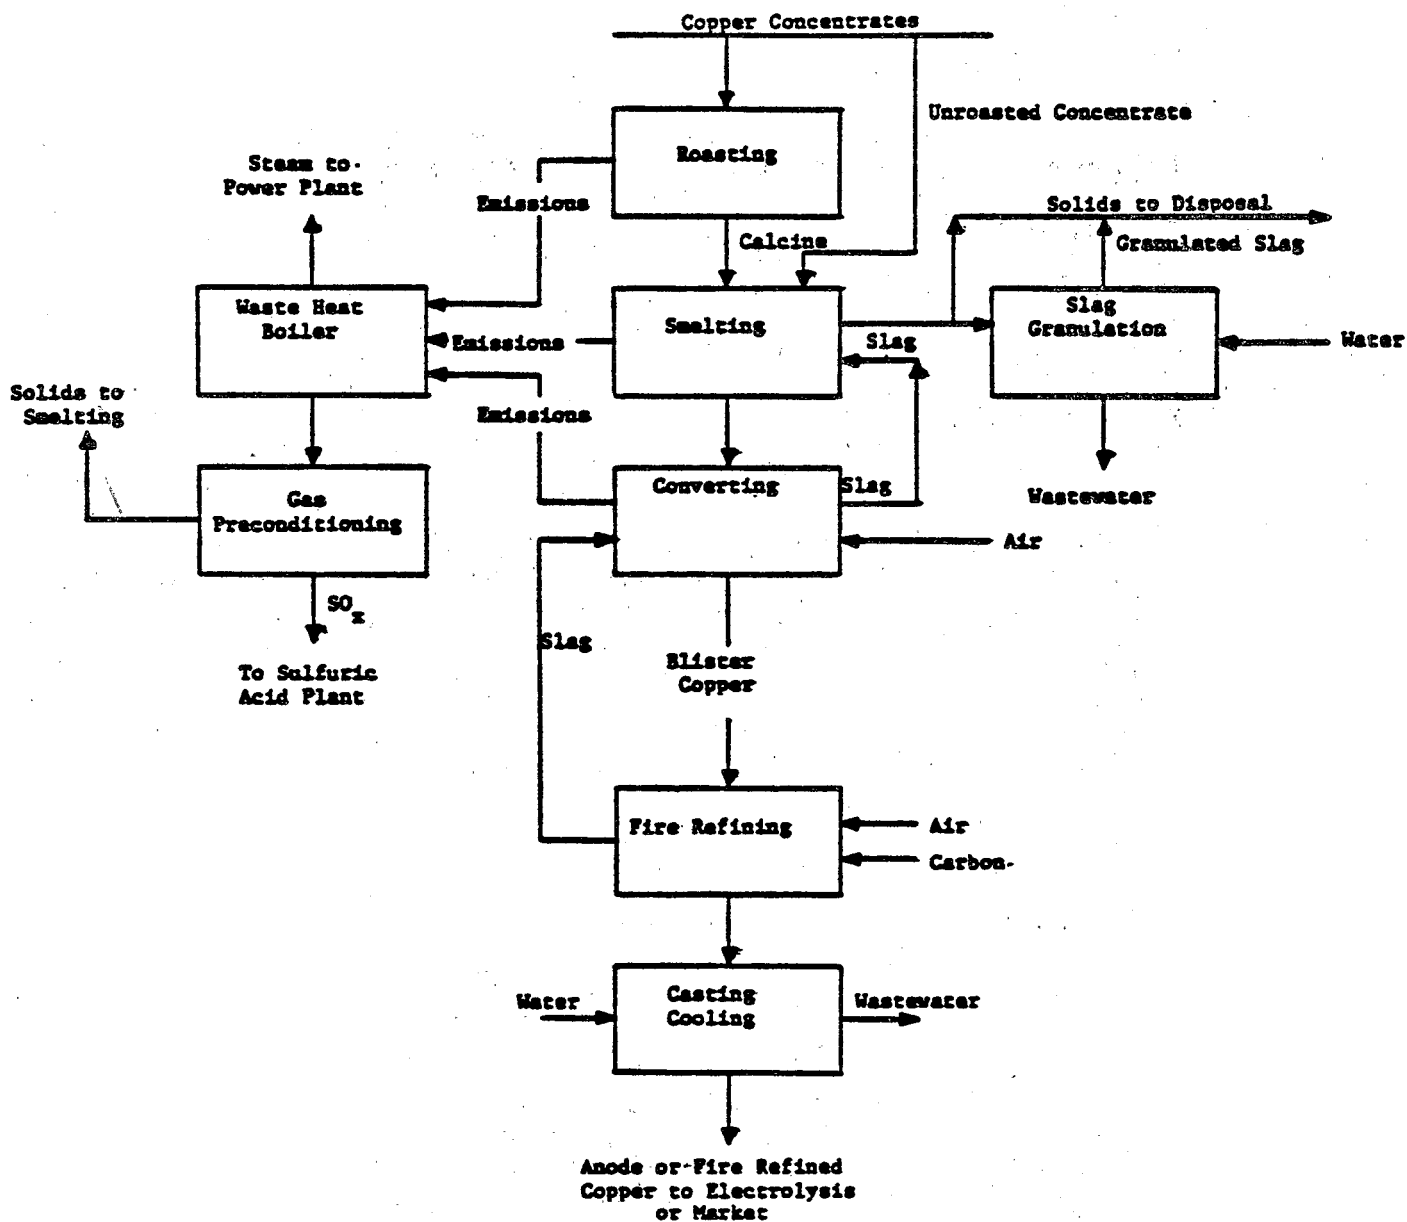 Copper Concentrates
Unroasted Concentrate
Roasting
Steam to
Power Plant
Emissions
Solids to Disposal
Calcine
Granulated Slag
Waste Heat
Boiler
Smelting
Slag
Granulation
Emissions
Slag
Water
Solids to
Smelting
Emissions
Converting
Slag
Wastewater
Gas
Preconditioning
Air
SOx
Slag
Blister
Copper
To Sulfuric
Acid Plant
Fire Refining
Air
Carbon
Casting
Cooling
Water
Wastewater
Anode or Fire Refined
Copper to Electrolysis
or Market